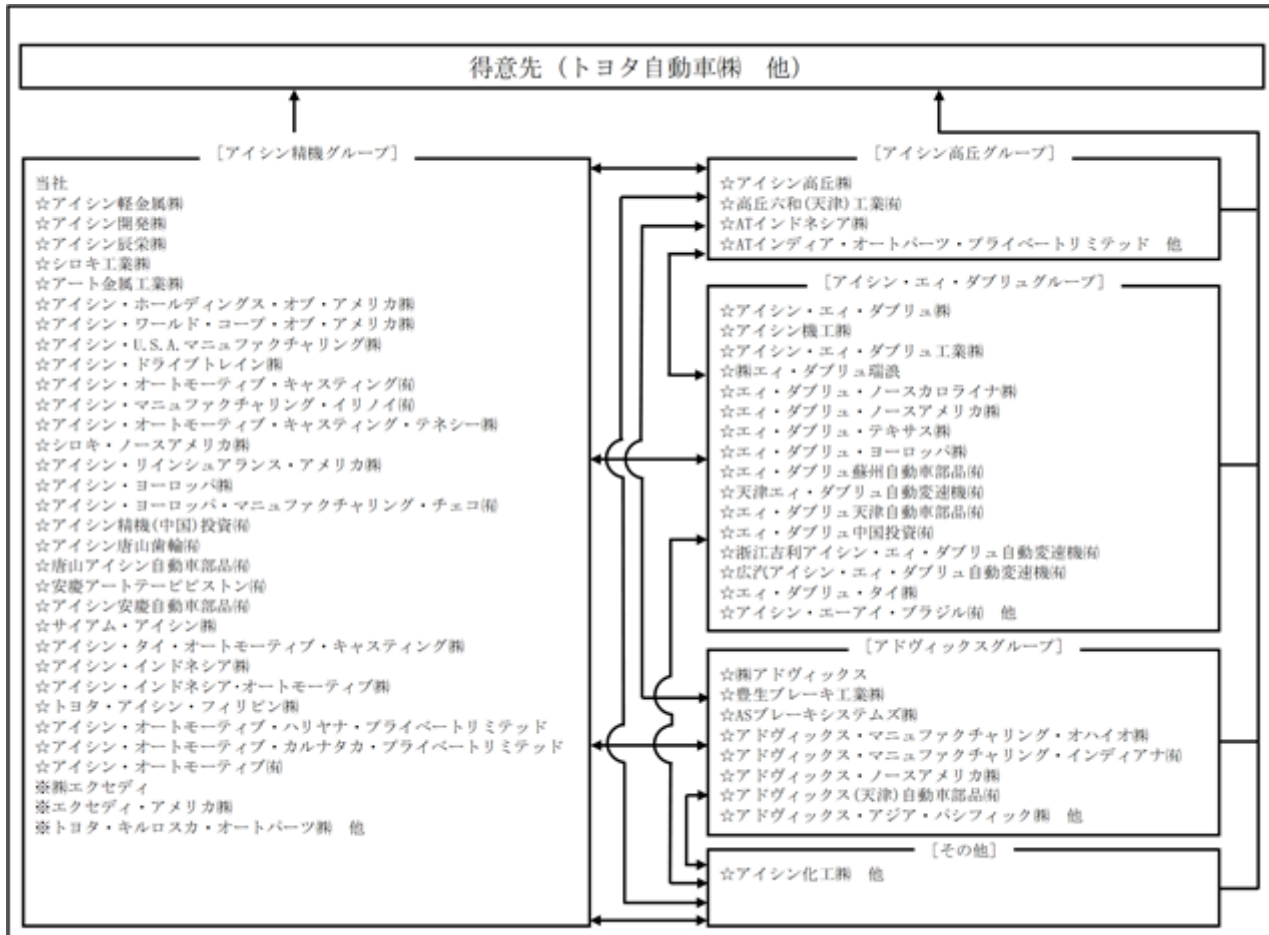 得意先（トヨタ自動車㈱　他）
［アイシン精機グループ］
当社
☆アイシン軽金属㈱
☆アイシン開発㈱
☆アイシン辰栄㈱
☆シロキ工業㈱
☆アート金属工業㈱
☆アイシン・ホールディングス・オブ・アメリカ㈱
☆アイシン・ワールド・コープ・オブ・アメリカ㈱
☆アイシン・U.S.A.マニュファクチャリング㈱
☆アイシン・ドライブトレイン㈱
☆アイシン・オートモーティブ・キャスティング㈲
☆アイシン・マニュファクチャリング・イリノイ㈲
☆アイシン・オートモーティブ・キャスティング・テネシー㈱
☆シロキ・ノースアメリカ㈱
☆アイシン・リインシュアランス・アメリカ㈱
☆アイシン・ヨーロッパ㈱
☆アイシン・ヨーロッパ・マニュファクチャリング・チェコ㈲
☆アイシン精機(中国)投資㈲
☆アイシン唐山歯輪㈲
☆唐山アイシン自動車部品㈲
☆安慶アートテーピピストン㈲
☆アイシン安慶自動車部品㈲
☆サイアム・アイシン㈱
☆アイシン・タイ・オートモーティブ・キャスティング㈱
☆アイシン・インドネシア㈱
☆アイシン・インドネシア・オートモーティブ㈱
☆トヨタ・アイシン・フィリピン㈱
☆アイシン・オートモーティブ・ハリヤナ・プライベートリミテッド
☆アイシン・オートモーティブ・カルナタカ・プライベートリミテッド
☆アイシン・オートモーティブ㈲
※㈱エクセディ
※エクセディ・アメリカ㈱
※トヨタ・キルロスカ・オートパーツ㈱　他
［アイシン高丘グループ］
☆アイシン高丘㈱
☆高丘六和(天津)工業㈲
☆ATインドネシア㈱
☆ATインディア・オートパーツ・プライベートリミテッド　他
［アイシン・エィ・ダブリュグループ］
☆アイシン・エィ・ダブリュ㈱
☆アイシン機工㈱
☆アイシン・エィ・ダブリュ工業㈱
☆㈱エィ・ダブリュ瑞浪
☆エィ・ダブリュ・ノースカロライナ㈱
☆エィ・ダブリュ・ノースアメリカ㈱
☆エィ・ダブリュ・テキサス㈱
☆エィ・ダブリュ・ヨーロッパ㈱
☆エィ・ダブリュ蘇州自動車部品㈲
☆天津エィ・ダブリュ自動変速機㈲
☆エィ・ダブリュ天津自動車部品㈲
☆エィ・ダブリュ中国投資㈲
☆浙江吉利アイシン・エィ・ダブリュ自動変速機㈲
☆広汽アイシン・エィ・ダブリュ自動変速機㈲
☆エィ・ダブリュ・タイ㈱
☆アイシン・エーアイ・ブラジル㈲　他
［アドヴィックスグループ］
☆㈱アドヴィックス
☆豊生ブレーキ工業㈱
☆ASブレーキシステムズ㈱
☆アドヴィックス・マニュファクチャリング・オハイオ㈱
☆アドヴィックス・マニュファクチャリング・インディアナ㈲
☆アドヴィックス・ノースアメリカ㈱
☆アドヴィックス(天津)自動車部品㈲
☆アドヴィックス・アジア・パシフィック㈱　他
［その他］
☆アイシン化工㈱　他